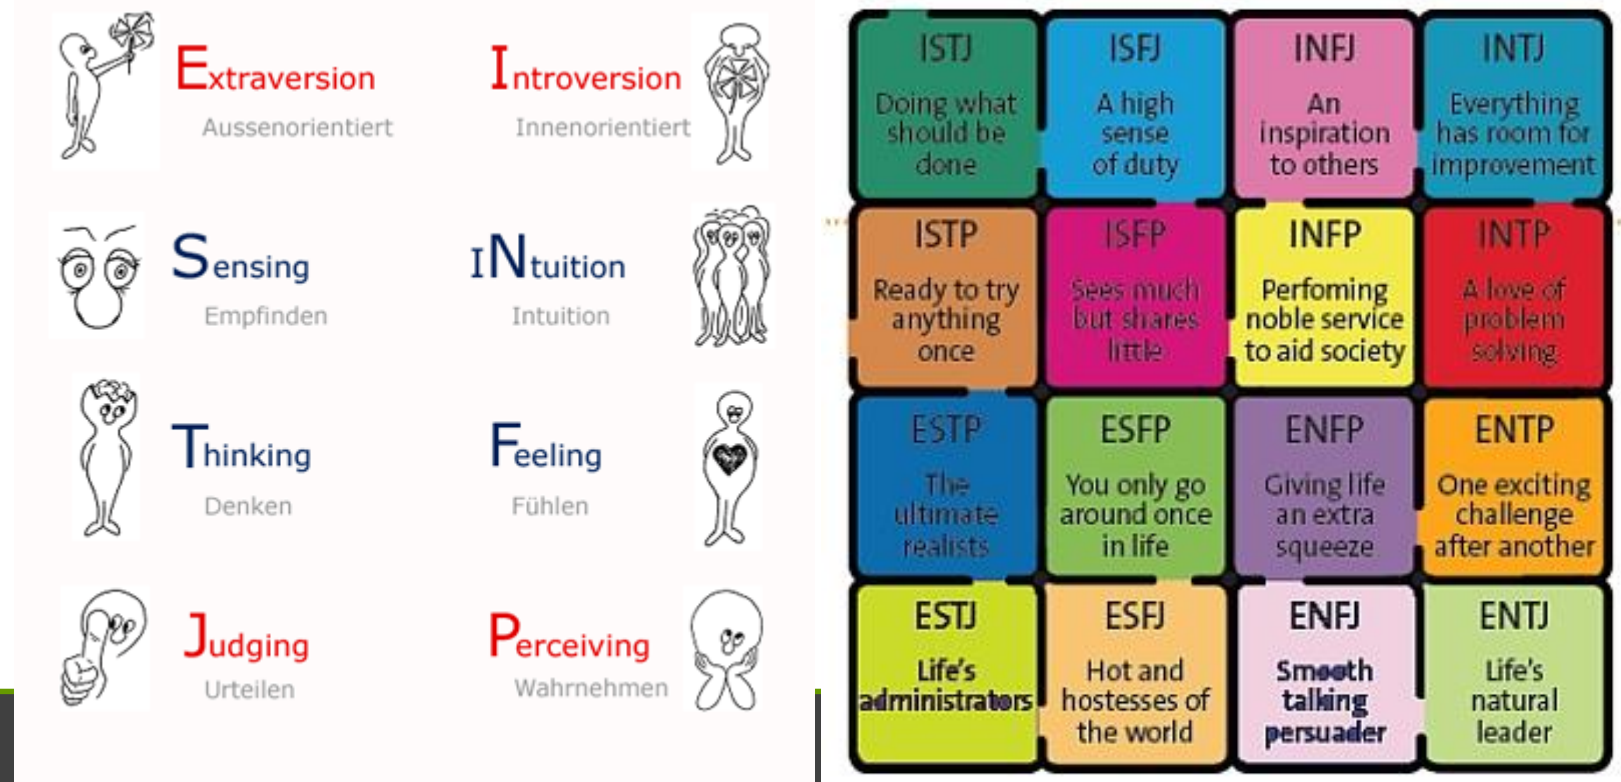 Extraversion
Aussenorientiert
Introversion
Innenorientiert
Sensing
Empfinden
INtuition
Intuition
Thinking
Denken
Feeling
Fühlen
Judging
Urteilen
Perceiving
Wahrnehmen
ISTJ
Doing what
should be
done
ISFJ
A high
sense
of duty
INFJ
An
inspiration
to others
INTJ
Everything
has room for
improvement
ISTP
Ready to try
anything
once
ISFP
Sees much
but shares
little
INFP
Perfoming
noble service
to aid society
INTP
A love of
problem
solving
ESTP
The
ultimate
realists
ESFP
You only go
around once
in life
ENFP
Giving life
an extra
squeeze
ENTP
One exciting
challenge
after another
ESTJ
Life's
administrators
ESFJ
Hot and
hostesses of
the world
ENFJ
Smooth
talking
persuader
ENTJ
Life's
natural
leader